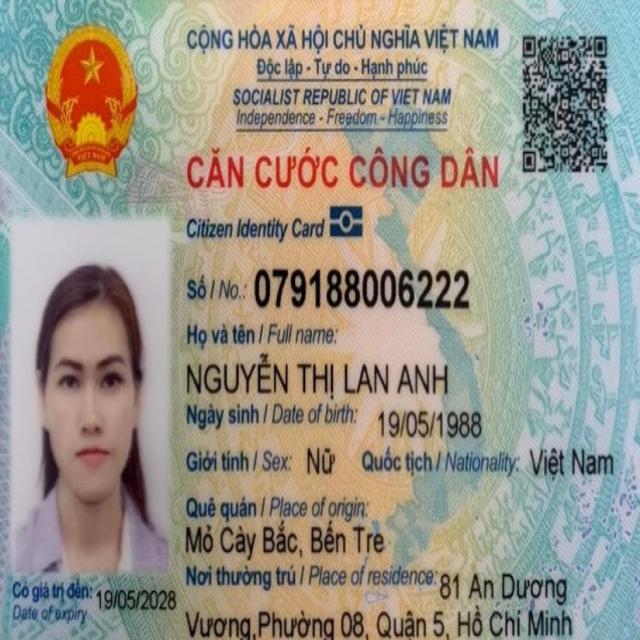 CỘNG HÒA XÃ HỘI CHỦ NGHĨA VIỆT NAM
Độc lập - Tự do - Hạnh phúc
SOCIALIST REPUBLIC OF VIET NAM
Independence - Freedom - Happiness
CĂN CƯỚC CÔNG DÂN
Citizen Identity Card
Số / No.: 079188006222
Họ và tên / Full name:
NGUYỄN THỊ LAN ANH
Ngày sinh / Date of birth: 19/05/1988
Giới tính / Sex: Nữ Quốc tịch / Nationality: Việt Nam
Quê quán / Place of origin:
Mỏ Cày Bắc, Bến Tre
Nơi thường trú / Place of residence: 81 An Dương
Vương,Phường 08, Quận 5, Hồ Chí Minh
Có giá trị đến: 19/05/2028
Date of expiry